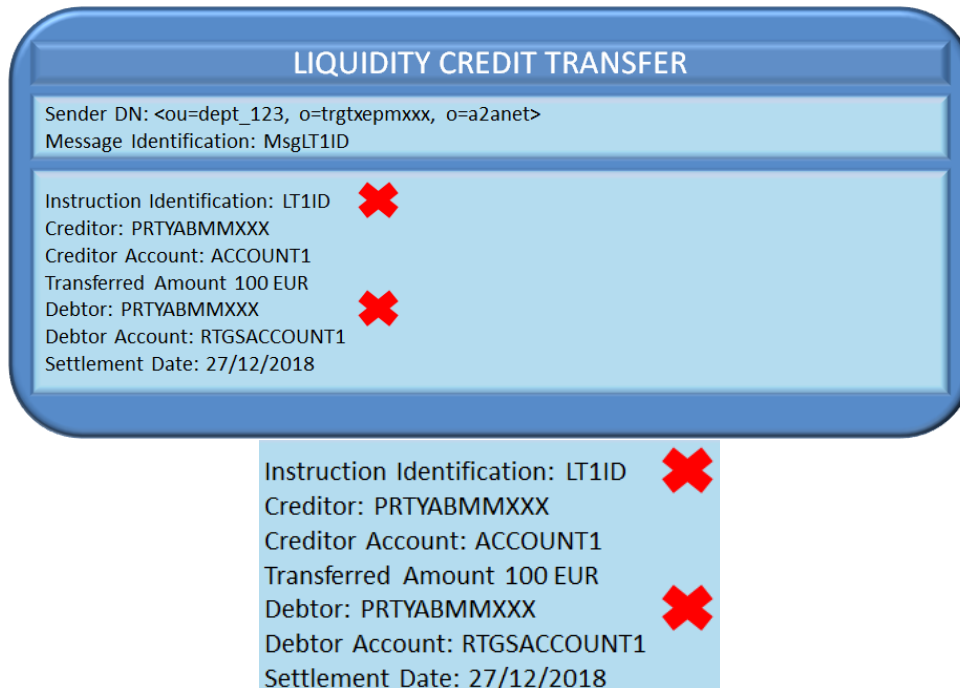 LIQUIDITY CREDIT TRANSFER
Sender DN: <ou=dept_123, o=trgtxepmxxx, o=a2anet>
Message Identification: MsgLT1ID
Instruction Identification: LT1ID
Creditor: PRTYABMMXXX
Creditor Account: ACCOUNT1
Transferred Amount 100 EUR
Debtor: PRTYABMMXXX
Debtor Account: RTGSACCOUNT1
Settlement Date: 27/12/2018
Instruction Identification: LT1ID
Creditor: PRTYABMMXXX
Creditor Account: ACCOUNT1
Transferred Amount 100 EUR
Debtor: PRTYABMMXXX
Debtor Account: RTGSACCOUNT1
Settlement Date: 27/12/2018